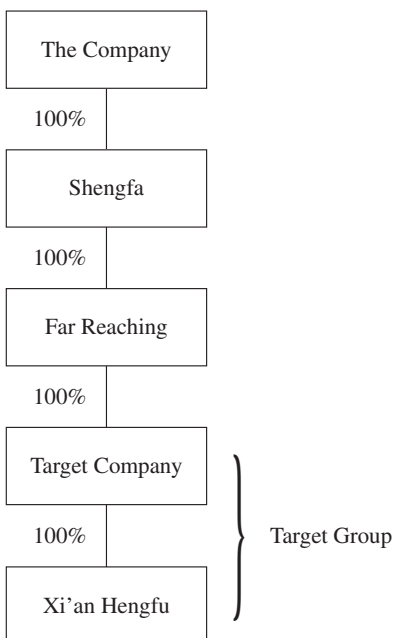 The Company
100%
Shengfa
100%
Far Reaching
100%
Target Company
100%
Target Group
Xi’an Hengfu